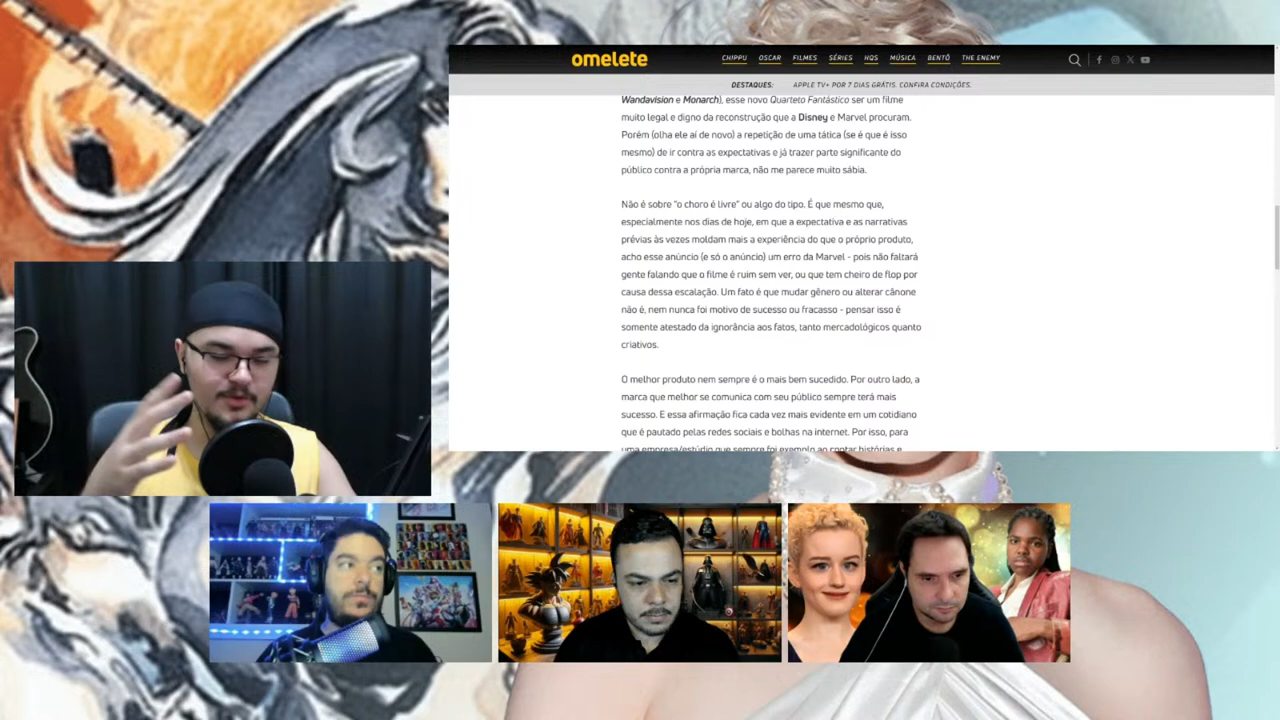 omelete
CHIPPU OSCAR FILMES SÉRIES HQS MÚSICA BENTÔ THE ENEMY
DESTAQUES: APPLE TV+ POR 7 DIAS GRÁTIS. CONFIRA CONDIÇÕES.
Wandavision e Monarch), esse novo Quarteto Fantástico ser um filme
muito legal e digno da reconstrução que a Disney e Marvel procuram.
Porém (olha ele aí de novo) a repetição de uma tática (se é que é isso
mesmo) de ir contra as expectativas e já trazer parte significante do
público contra a própria marca, não me parece muito sábia.
Não é sobre "o choro é livre" ou algo do tipo. É que mesmo que,
especialmente nos dias de hoje, em que a expectativa e as narrativas
prévias às vezes moldam mais a experiência do que o próprio produto,
acho esse anúncio (e só o anúncio) um erro da Marvel - pois não faltará
gente falando que o filme é ruim sem ver, ou que tem cheiro de flop por
causa dessa escalação. Um fato é que mudar gênero ou alterar cânone
não é, nem nunca foi motivo de sucesso ou fracasso - pensar isso é
somente atestado da ignorância aos fatos, tanto mercadológicos quanto
criativos.
O melhor produto nem sempre é o mais bem sucedido. Por outro lado, a
marca que melhor se comunica com seu público sempre terá mais
sucesso. E essa afirmação fica cada vez mais evidente em um cotidiano
que é pautado pelas redes sociais e bolhas na internet. Por isso, para
uma empresa/estúdio que sempre foi exemplo ao contar histórias e